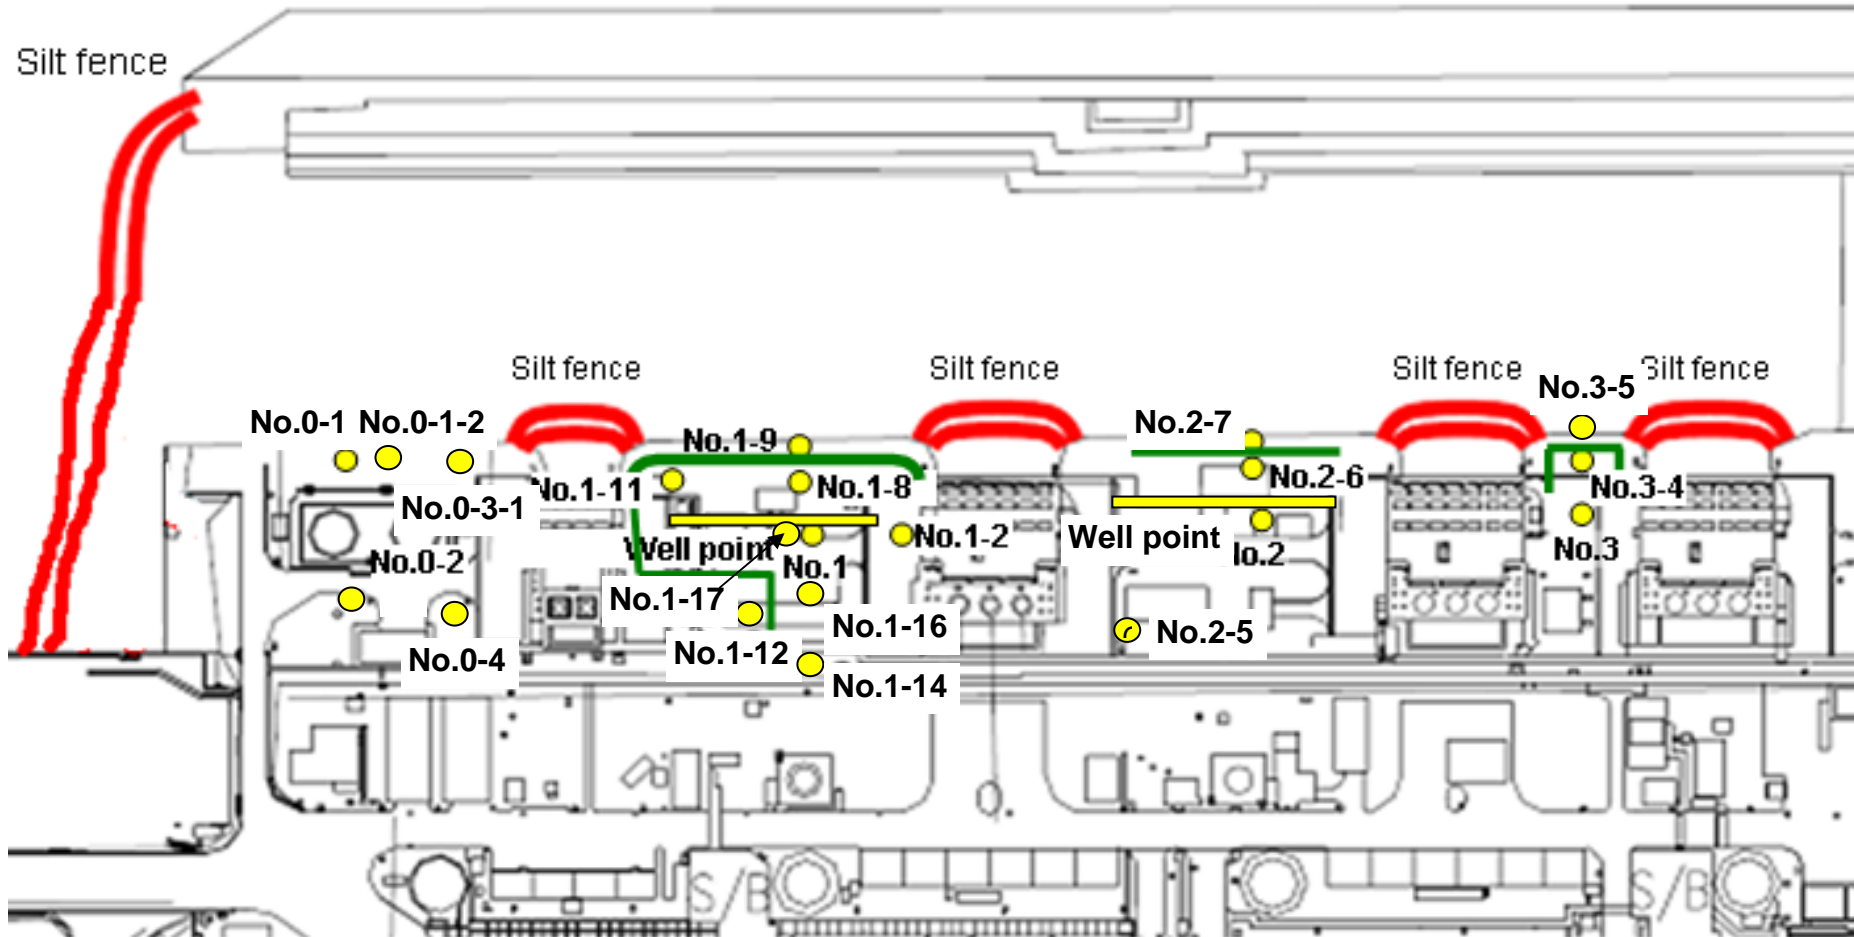 Silt fence
Silt fence
Silt fence
Silt fence
Silt fence
No.3-5
No.0-1
No.0-1-2
No.1-9
No.2-7
No.2-6
No.1-11
No.1-8
No.3-4
No.0-3-1
No.1-2
Well point
Well point
No.2
No.3
No.0-2
No.1
No.1-17
No.1-16
No.2-5
No.0-4
No.1-12
No.1-14
S/B
S/B